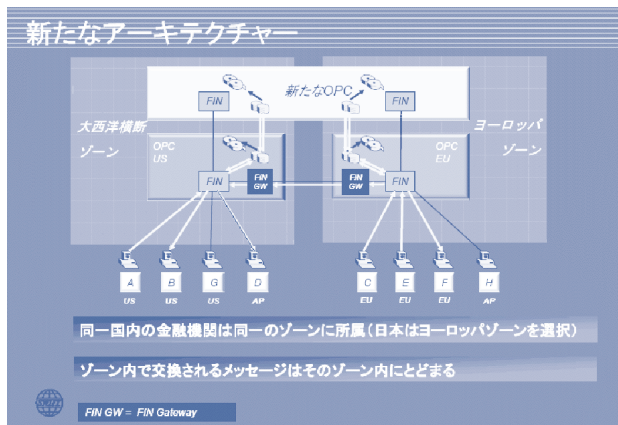 新たなアーキテクチャー
新たなOPC
FIN
FIN
大西洋横断
ゾーン
ヨーロッパ
ゾーン
OPC
US
OPC
EU
FIN
FIN
GW
FIN
GW
FIN
A
B
G
D
C
E
F
H
US
US
US
AP
EU
EU
EU
AP
同一国内の金融機関は同一のゾーンに所属(日本はヨーロッパゾーンを選択)
ゾーン内で交換されるメッセージはそのゾーン内にとどまる
FIN GW = FIN Gateway